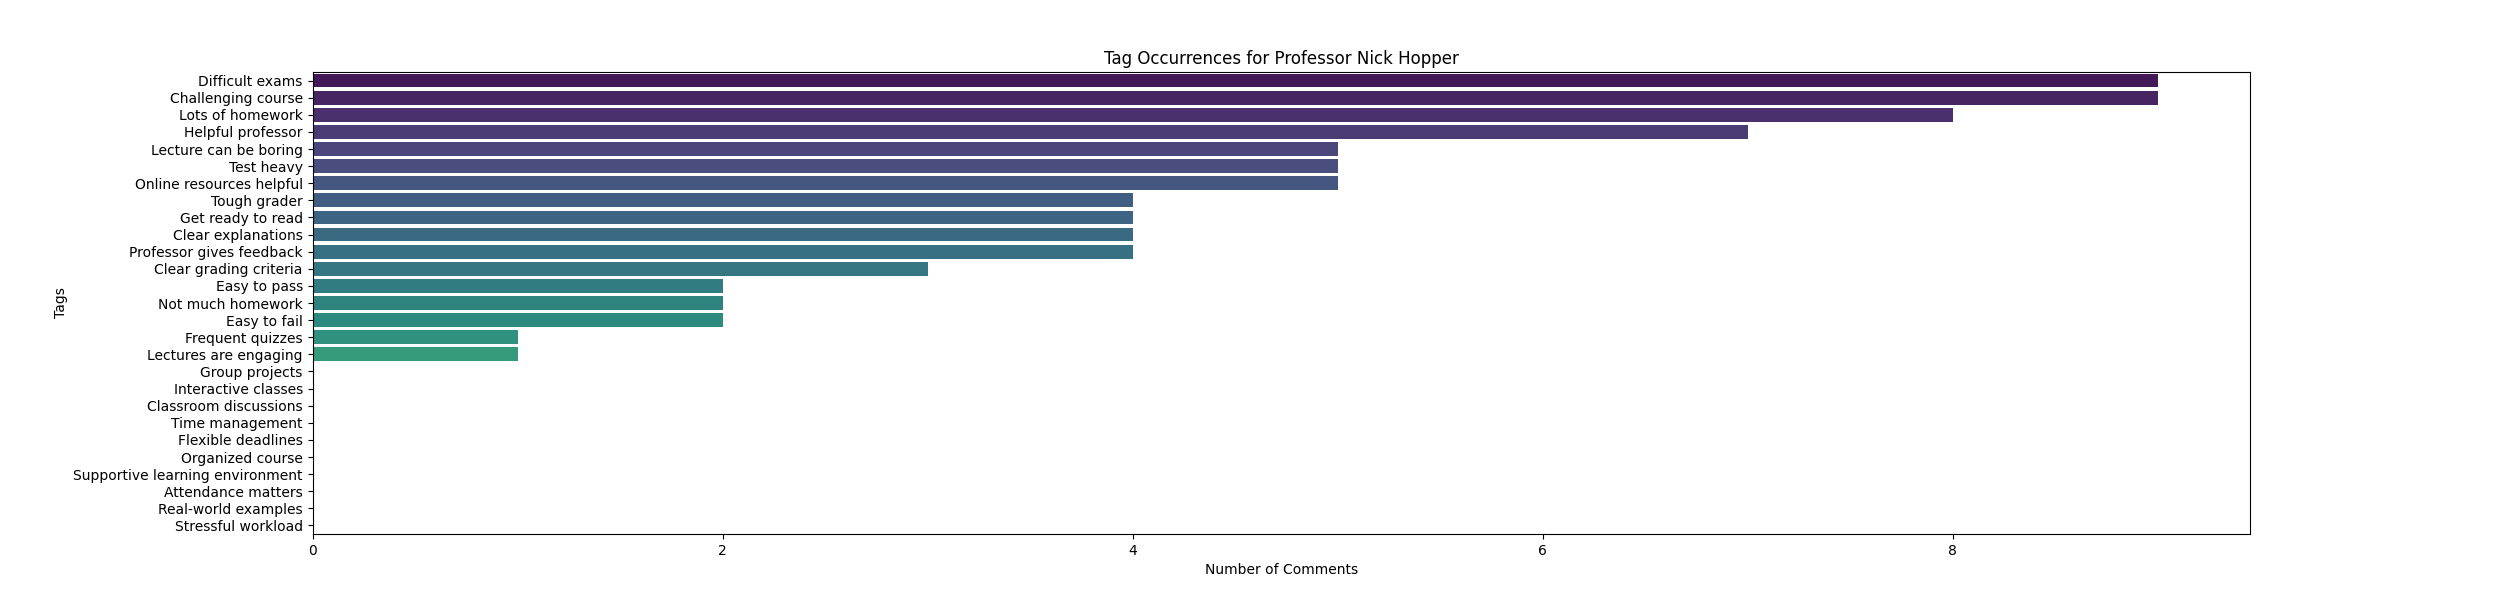 Tag Occurrences for Professor Nick Hopper
Difficult exams
Challenging course
Lots of homework
Helpful professor
Lecture can be boring
Test heavy
Online resources helpful
Tough grader
Get ready to read
Clear explanations
Professor gives feedback
Clear grading criteria
Easy to pass
Not much homework
Easy to fail
Frequent quizzes
Lectures are engaging
Group projects
Interactive classes
Classroom discussions
Time management
Flexible deadlines
Organized course
Supportive learning environment
Attendance matters
Real-world examples
Stressful workload
Tags
0 2 4 6 8
Number of Comments